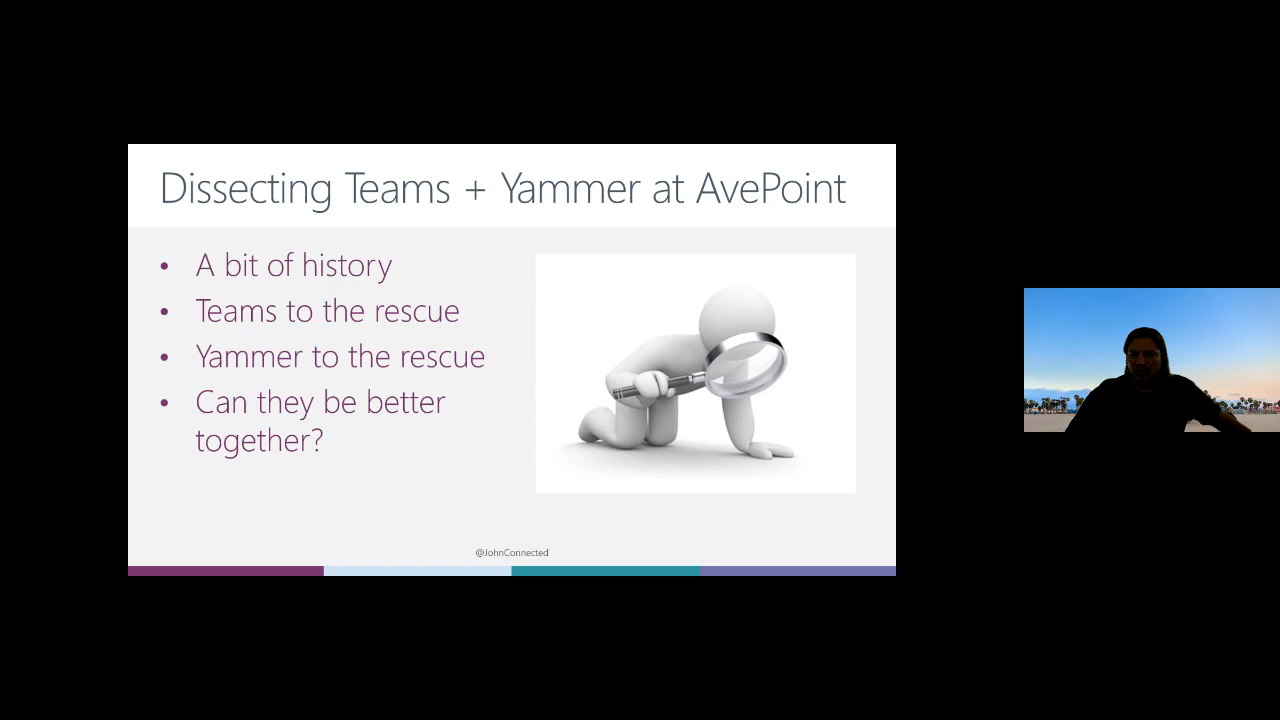 Dissecting Teams + Yammer at AvePoint
• A bit of history
• Teams to the rescue
• Yammer to the rescue
• Can they be better
together?
@JohnConnected